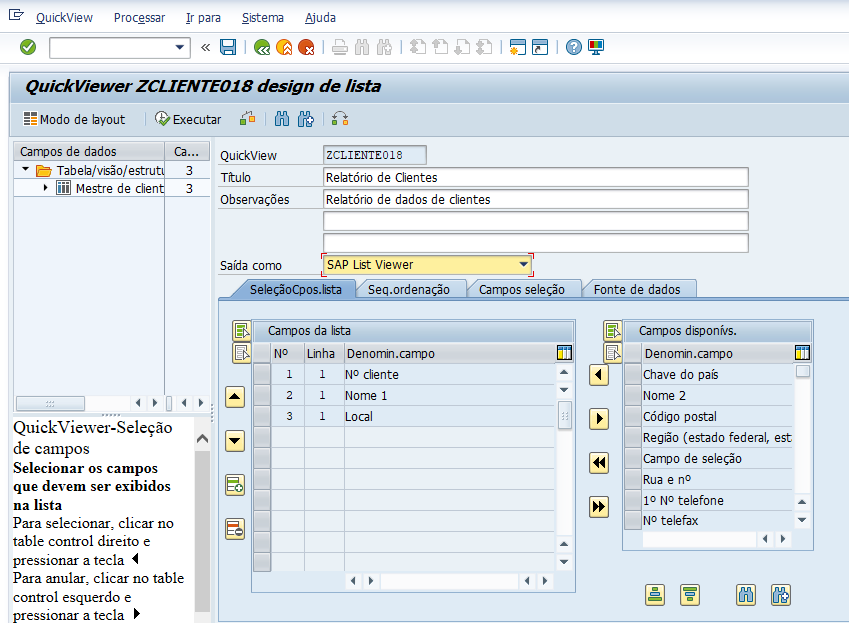 QuickView Processar Ir para Sistema Ajuda
QuickViewer ZCLIENTE018 design de lista
Modo de layout Executar
Campos de dados Ca...
Tabela/visão/estrutu 3
Mestre de client 3
QuickViewer-Seleção
de campos
Selecionar os campos
que devem ser exibidos
na lista
Para selecionar, clicar no
table control direito e
pressionar a tecla
Para anular, clicar no table
control esquerdo e
pressionar a tecla
QuickView ZCLIENTE018
Título Relatório de Clientes
Observações Relatório de dados de clientes
Saída como SAP List Viewer
SeleçãoCpos.lista Seq.ordenação Campos seleção Fonte de dados
Campos da lista
Nº Linha Denomin.campo
1 1 Nº cliente
2 1 Nome 1
3 1 Local
Campos disponívs.
Denomin.campo
Chave do país
Nome 2
Código postal
Região (estado federal, est
Campo de seleção
Rua e nº
1º Nº telefone
Nº telefax